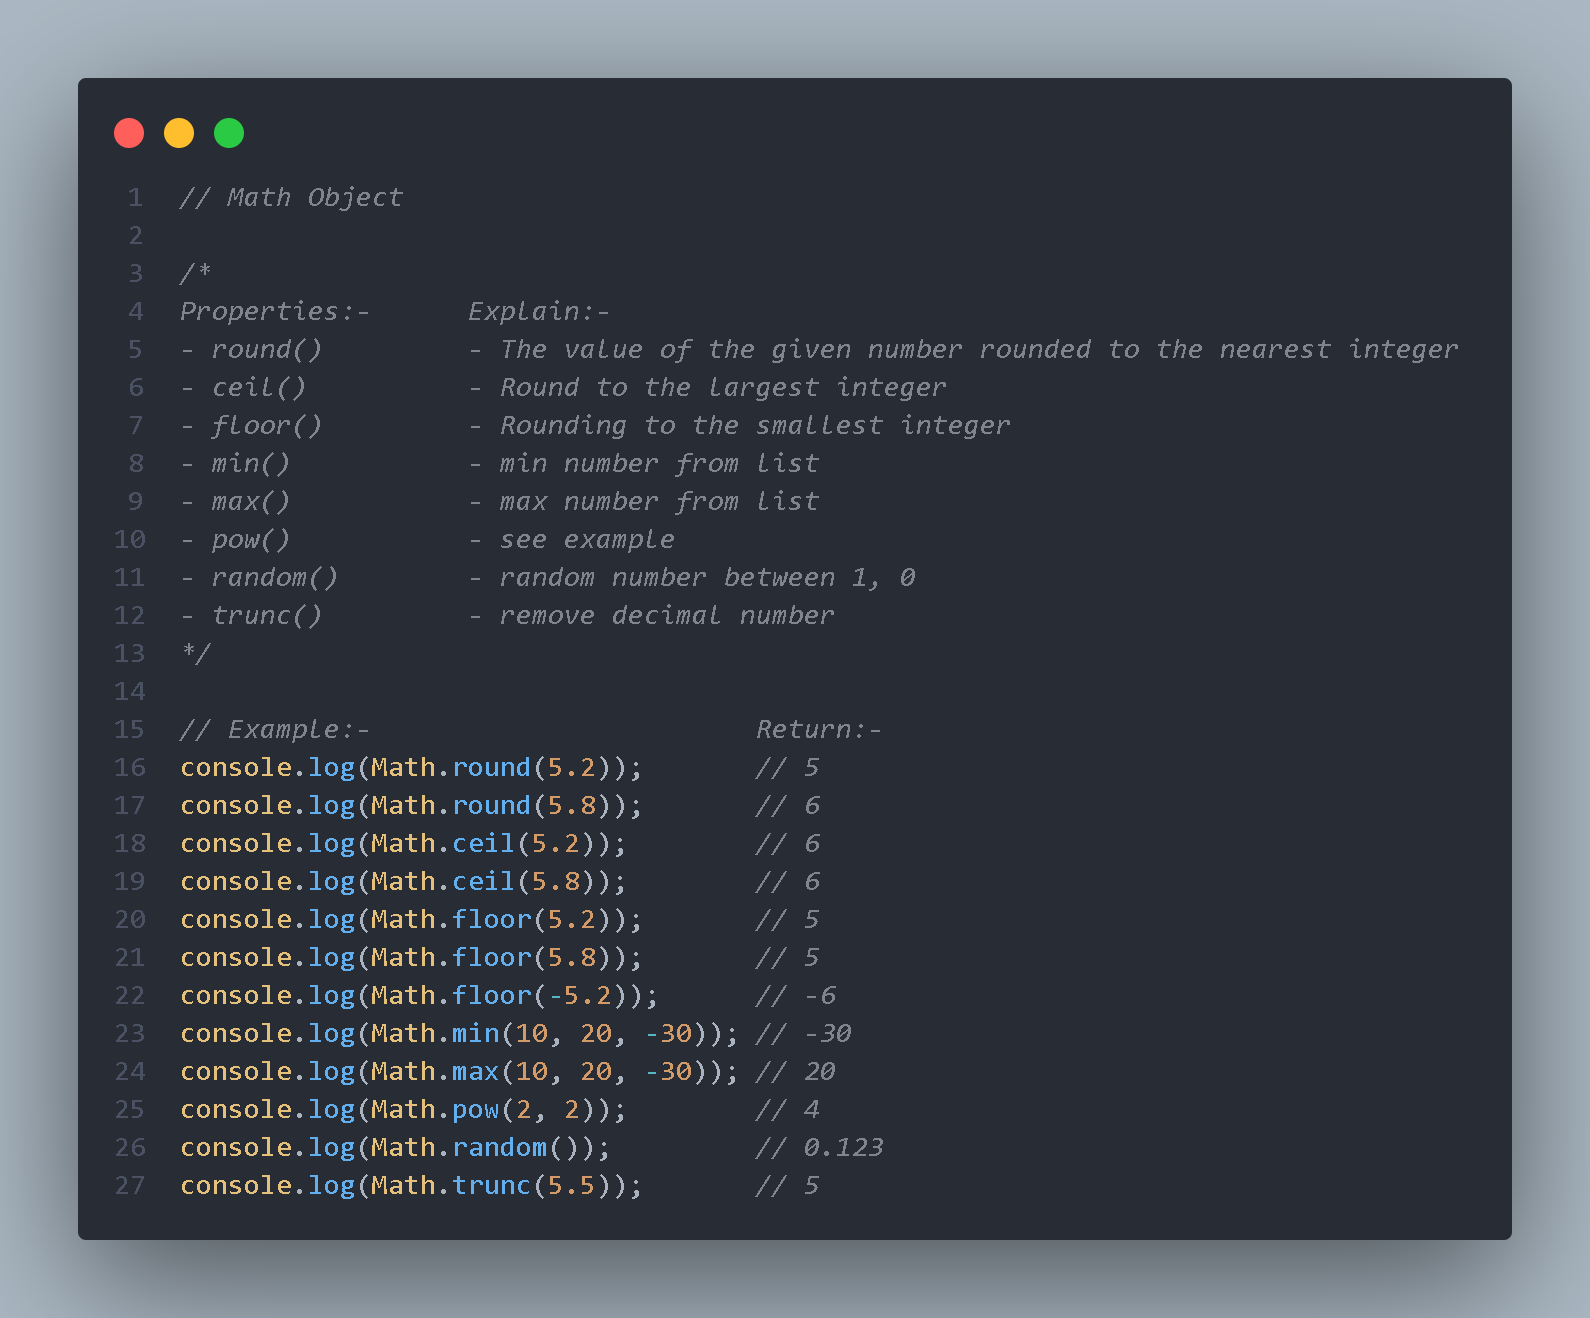 1 // Math Object
2
3 /*
4 Properties:-      Explain:-
5 - round()         - The value of the given number rounded to the nearest integer
6 - ceil()          - Round to the largest integer
7 - floor()         - Rounding to the smallest integer
8 - min()           - min number from list
9 - max()           - max number from list
10 - pow()           - see example
11 - random()        - random number between 1, 0
12 - trunc()         - remove decimal number
13 */
14
15 // Example:-                        Return:-
16 console.log(Math.round(5.2));       // 5
17 console.log(Math.round(5.8));       // 6
18 console.log(Math.ceil(5.2));        // 6
19 console.log(Math.ceil(5.8));        // 6
20 console.log(Math.floor(5.2));       // 5
21 console.log(Math.floor(5.8));       // 5
22 console.log(Math.floor(-5.2));      // -6
23 console.log(Math.min(10, 20, -30)); // -30
24 console.log(Math.max(10, 20, -30)); // 20
25 console.log(Math.pow(2, 2));        // 4
26 console.log(Math.random());         // 0.123
27 console.log(Math.trunc(5.5));       // 5